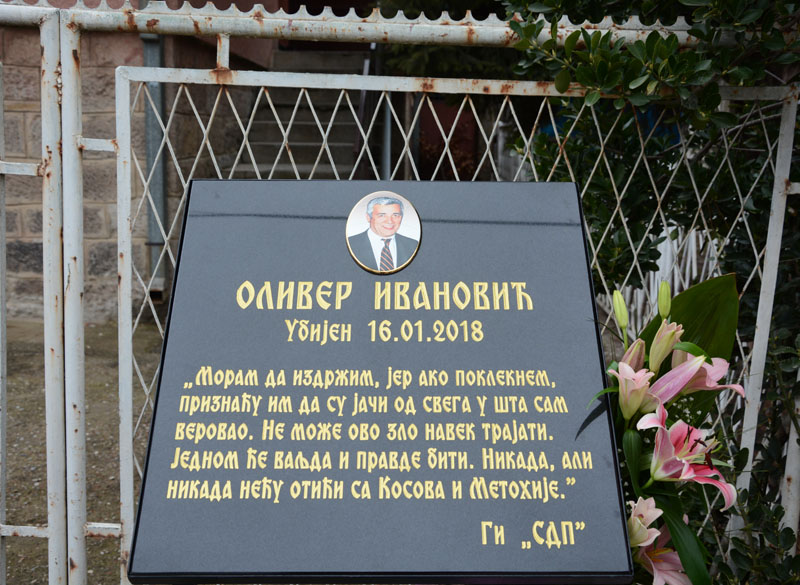 Оливер Ивановић
Убијен 16.01.2018
„Морам да издржим, јер ако поклекнем,
признаћу им да су јачи од свега у шта сам
веровао. Не може ово зло навек трајати.
Једном ће ваљда и правде бити. Никада, али
никада нећу отићи са Косова и Метохије.”
Ги „СДП”